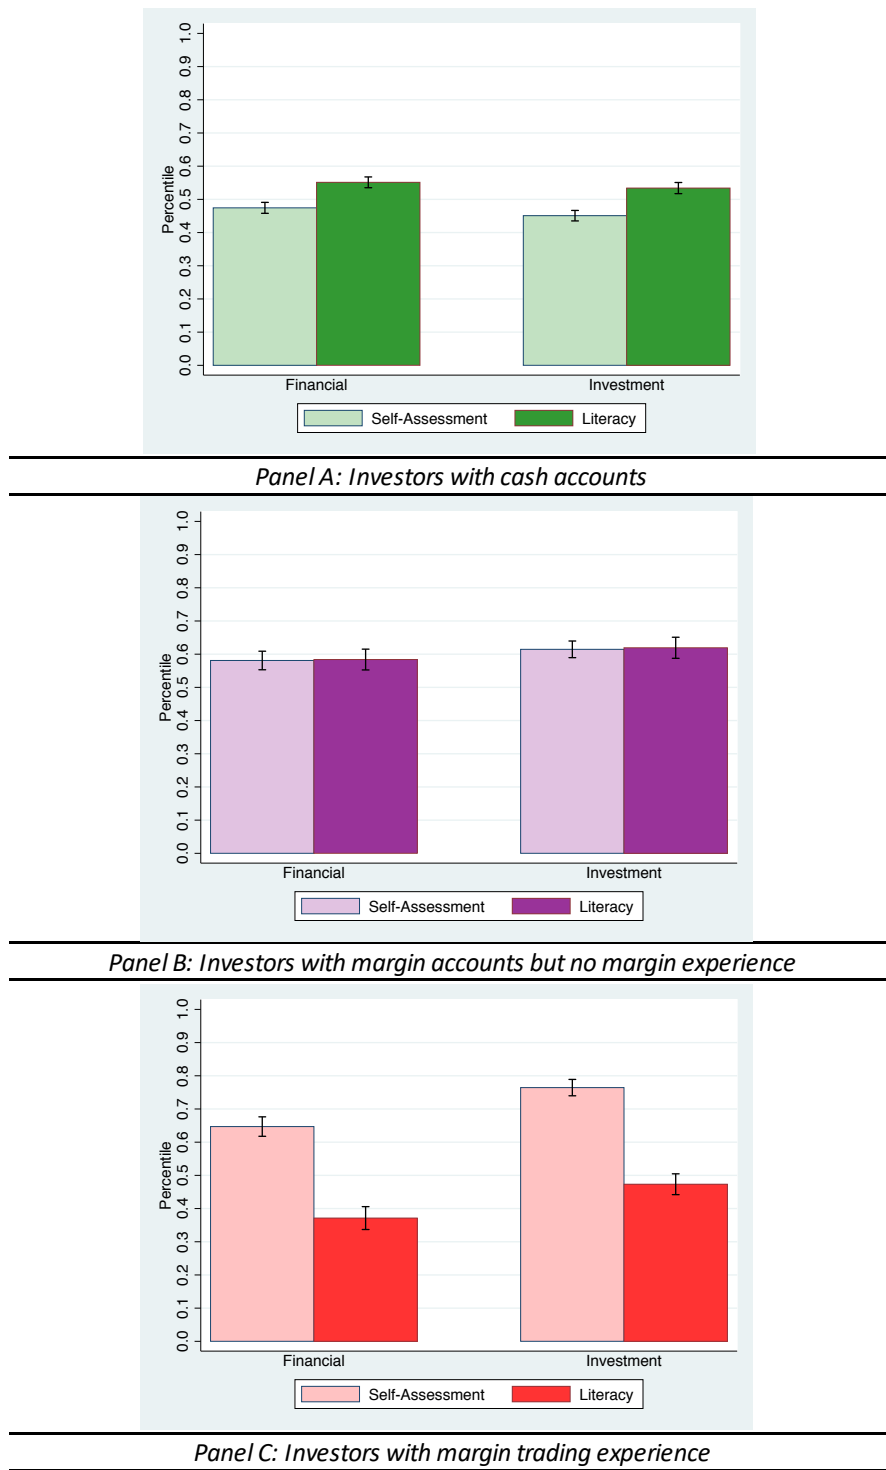 1.0
0.9
0.8
0.7
0.6
0.5
0.4
0.3
0.2
0.1
0.0
Percentile
Financial Investment
Self-Assessment Literacy
Panel A: Investors with cash accounts
1.0
0.9
0.8
0.7
0.6
0.5
0.4
0.3
0.2
0.1
0.0
Percentile
Financial Investment
Self-Assessment Literacy
Panel B: Investors with margin accounts but no margin experience
1.0
0.9
0.8
0.7
0.6
0.5
0.4
0.3
0.2
0.1
0.0
Percentile
Financial Investment
Self-Assessment Literacy
Panel C: Investors with margin trading experience